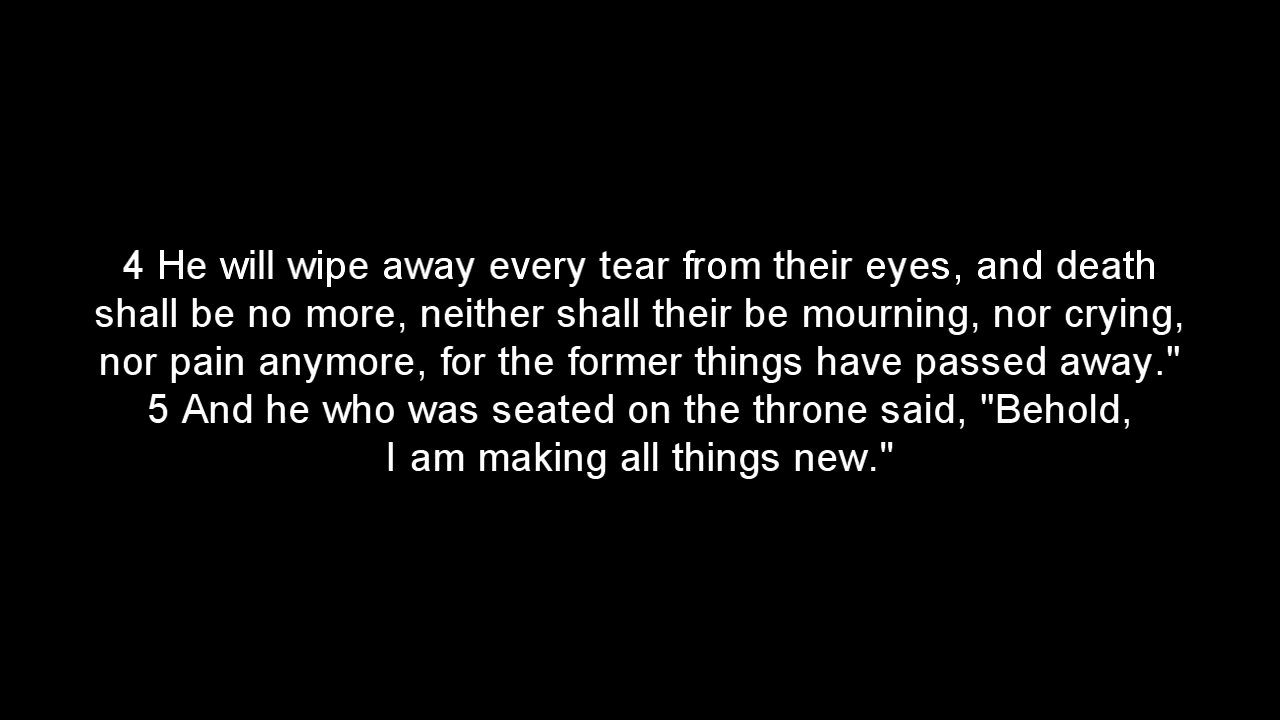 4 He will wipe away every tear from their eyes, and death
shall be no more, neither shall their be mourning, nor crying,
nor pain anymore, for the former things have passed away."
5 And he who was seated on the throne said, "Behold,
I am making all things new."